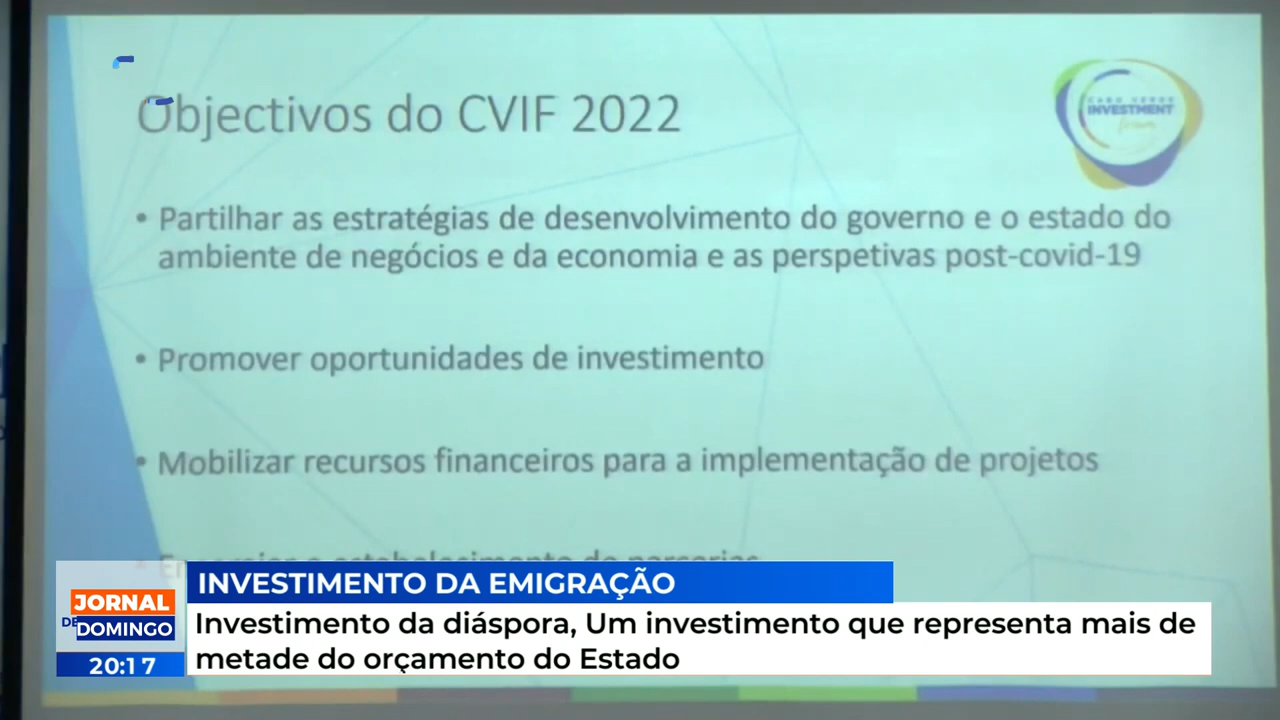 Objectivos do CVIF 2022
CABO VERDE
INVESTMENT
forum
• Partilhar as estratégias de desenvolvimento do governo e o estado do
ambiente de negócios e da economia e as perspetivas post-covid-19
• Promover oportunidades de investimento
• Mobilizar recursos financeiros para a implementação de projetos
estabelecimento de parcerias
INVESTIMENTO DA EMIGRAÇÃO
JORNAL
DE
DOMINGO
Investimento da diáspora, Um investimento que representa mais de
metade do orçamento do Estado
20:17